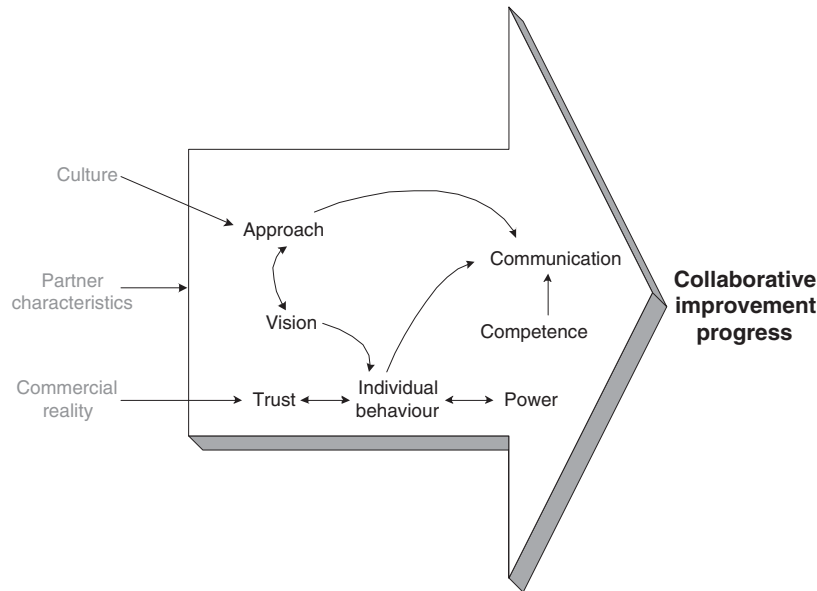 Culture
Approach
Communication
Partner
characteristics
Collaborative
improvement
progress
Vision
Competence
Commercial
reality
Trust
Individual
behaviour
Power